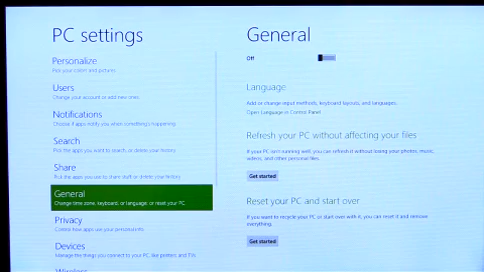 PC settings
Personalize
Pick your colors and pictures
Users
Change your account or add new ones
Notifications
Choose if apps notify you when something's happening
Search
Pick the apps you want to search, or delete your history
Share
Pick the apps you use to share stuff or delete your history
General
Change time zone, keyboard, or language, or reset your PC
Privacy
Control how apps use your personal info
Devices
Manage the things you connect to your PC, like printers and TVs
Wireless
General
Off
Language
Add or change input methods, keyboard layouts, and languages.
Open Language in Control Panel
Refresh your PC without affecting your files
If your PC isn't running well, you can refresh it without losing your photos, music,
videos, and other personal files.
Get started
Reset your PC and start over
If you want to recycle your PC or start over with it, you can reset it and remove
everything.
Get started